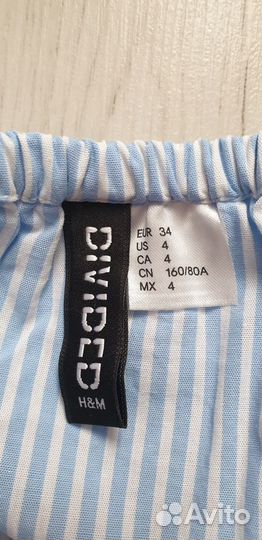 DIVIDED
H&M
EUR 34
US 4
CA 4
CN 160/80A
MX 4
Avito